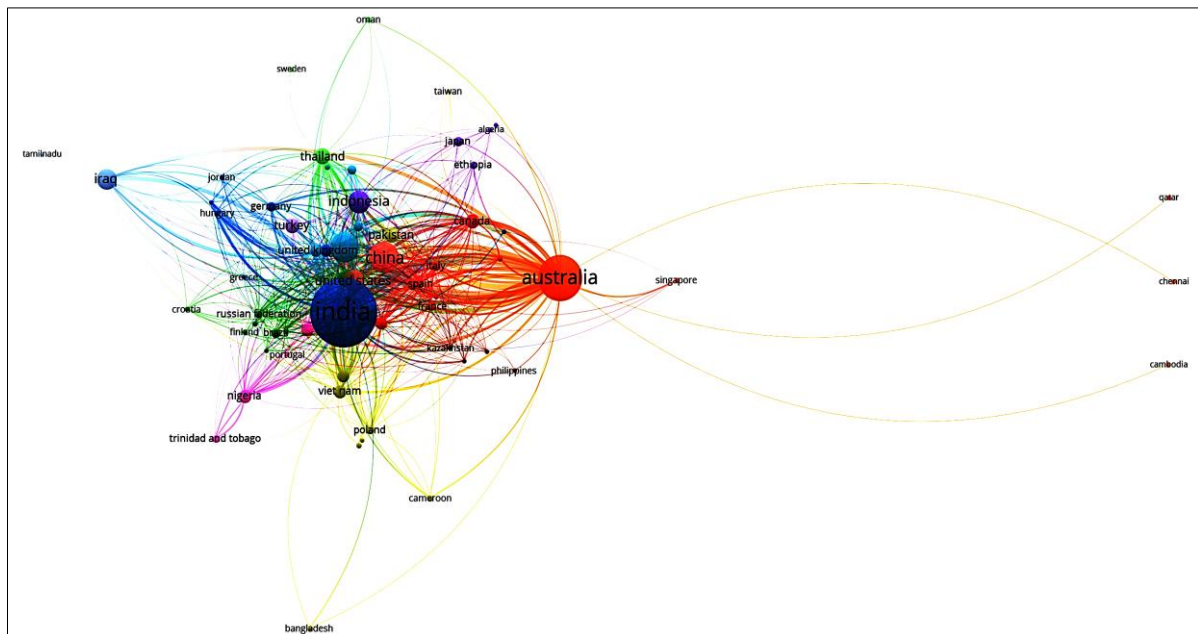 oman
sweden
taiwan
algeria
japan
tamilnadu
thailand
ethiopia
iraq
jordan
germany
indonesia
qatar
hungary
turkey
canada
pakistan
united kingdom
china
italy
greece
united states
spain
australia
singapore
chennai
croatia
russian federation
india
france
finland
brazil
portugal
kazakhstan
cambodia
philippines
viet nam
nigeria
poland
trinidad and tobago
cameroon
bangladesh